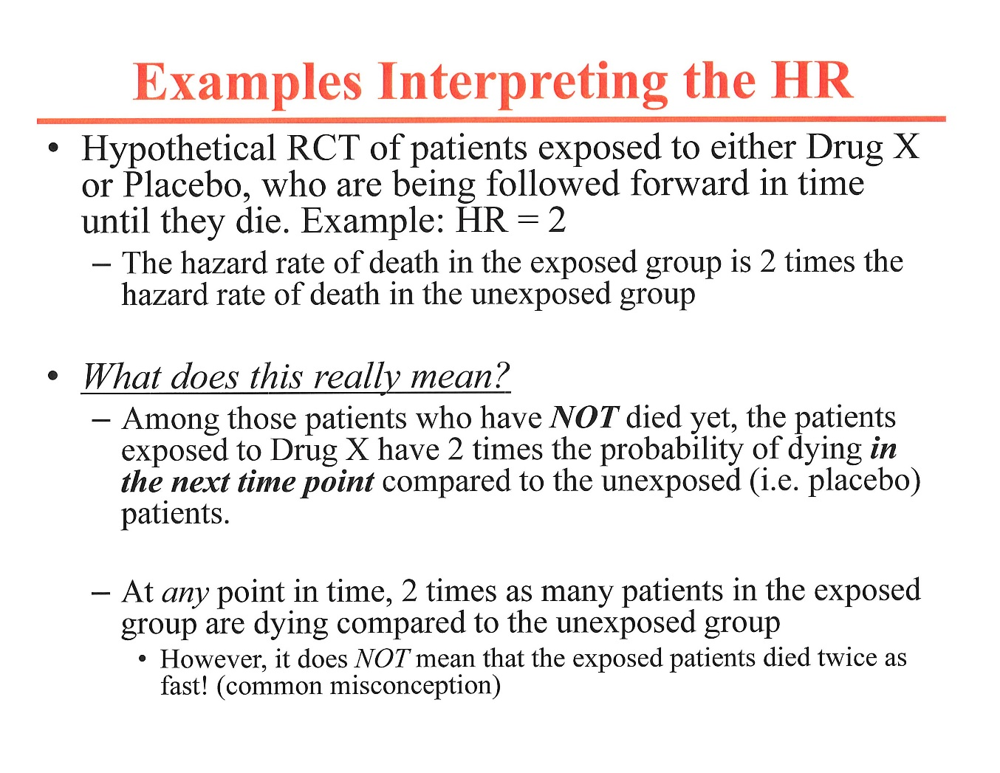 Examples Interpreting the HR
• Hypothetical RCT of patients exposed to either Drug X
or Placebo, who are being followed forward in time
until they die. Example: HR = 2
– The hazard rate of death in the exposed group is 2 times the
hazard rate of death in the unexposed group
• What does this really mean?
– Among those patients who have NOT died yet, the patients
exposed to Drug X have 2 times the probability of dying in
the next time point compared to the unexposed (i.e. placebo)
patients.
– At any point in time, 2 times as many patients in the exposed
group are dying compared to the unexposed group
• However, it does NOT mean that the exposed patients died twice as
fast! (common misconception)